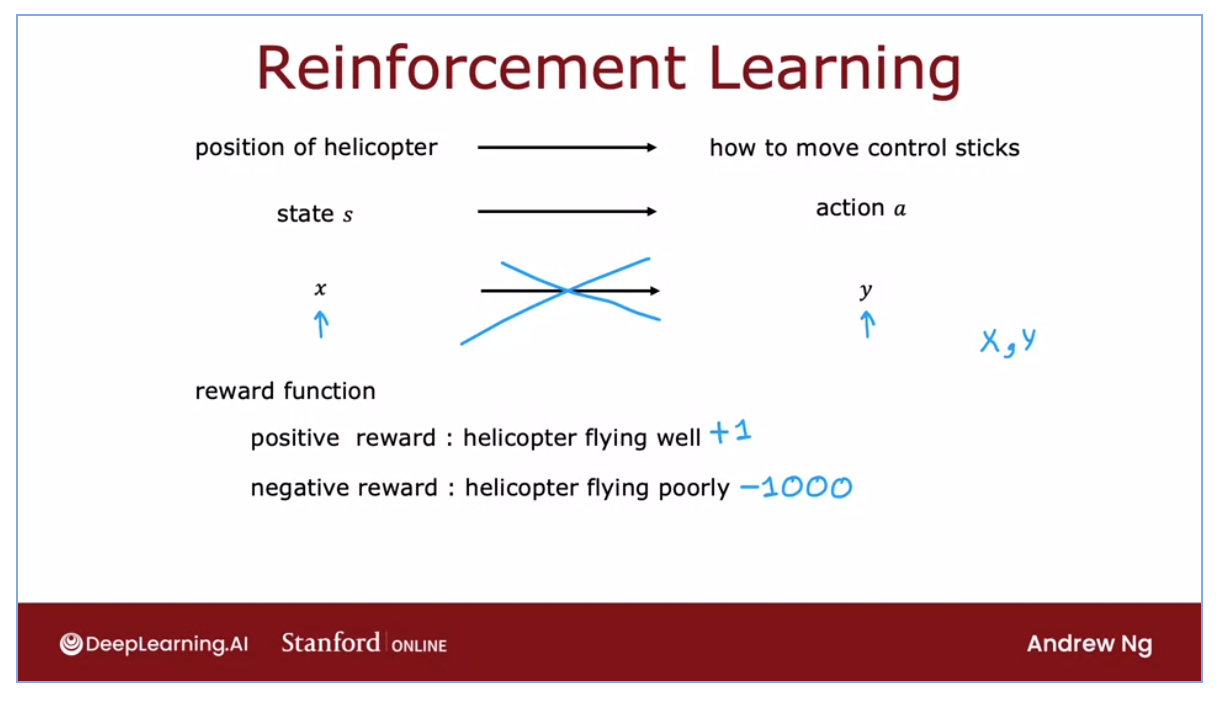 Reinforcement Learning
position of helicopter how to move control sticks
state s action a
x y
X, Y
reward function
positive reward : helicopter flying well +1
negative reward : helicopter flying poorly -1000
DeepLearning.AI Stanford ONLINE Andrew Ng